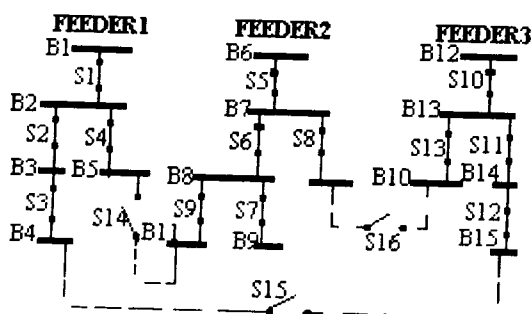 FEEDER1 FEEDER2 FEEDER3
B1 B6 B12
S1 S5 S10
B2 B7 B13
S2 S4 S6 S8 S13 S11
B3 B5 B8 B10 B14
S3 S14 S9 S7 S12
B4 B11 B9 S16 B15
S15